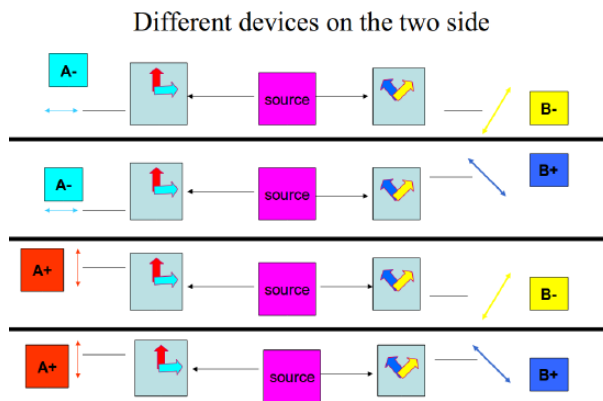 Different devices on the two side
A-
source
B-
A-
source
B+
A+
source
B-
A+
source
B+